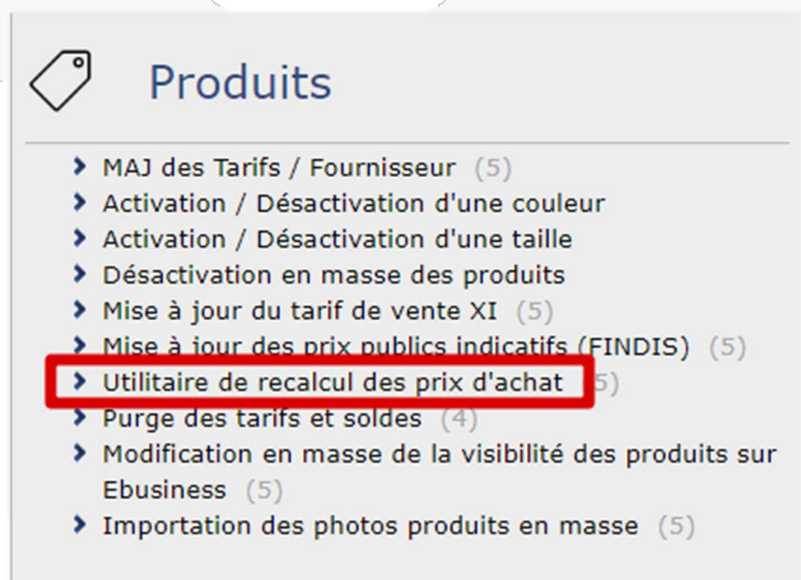 Produits
MAJ des Tarifs / Fournisseur (5)
Activation / Désactivation d'une couleur
Activation / Désactivation d'une taille
Désactivation en masse des produits
Mise à jour du tarif de vente XI (5)
Mise à jour des prix publics indicatifs (FINDIS) (5)
Utilitaire de recalcul des prix d'achat 5)
Purge des tarifs et soldes (4)
Modification en masse de la visibilité des produits sur
Ebusiness (5)
Importation des photos produits en masse (5)